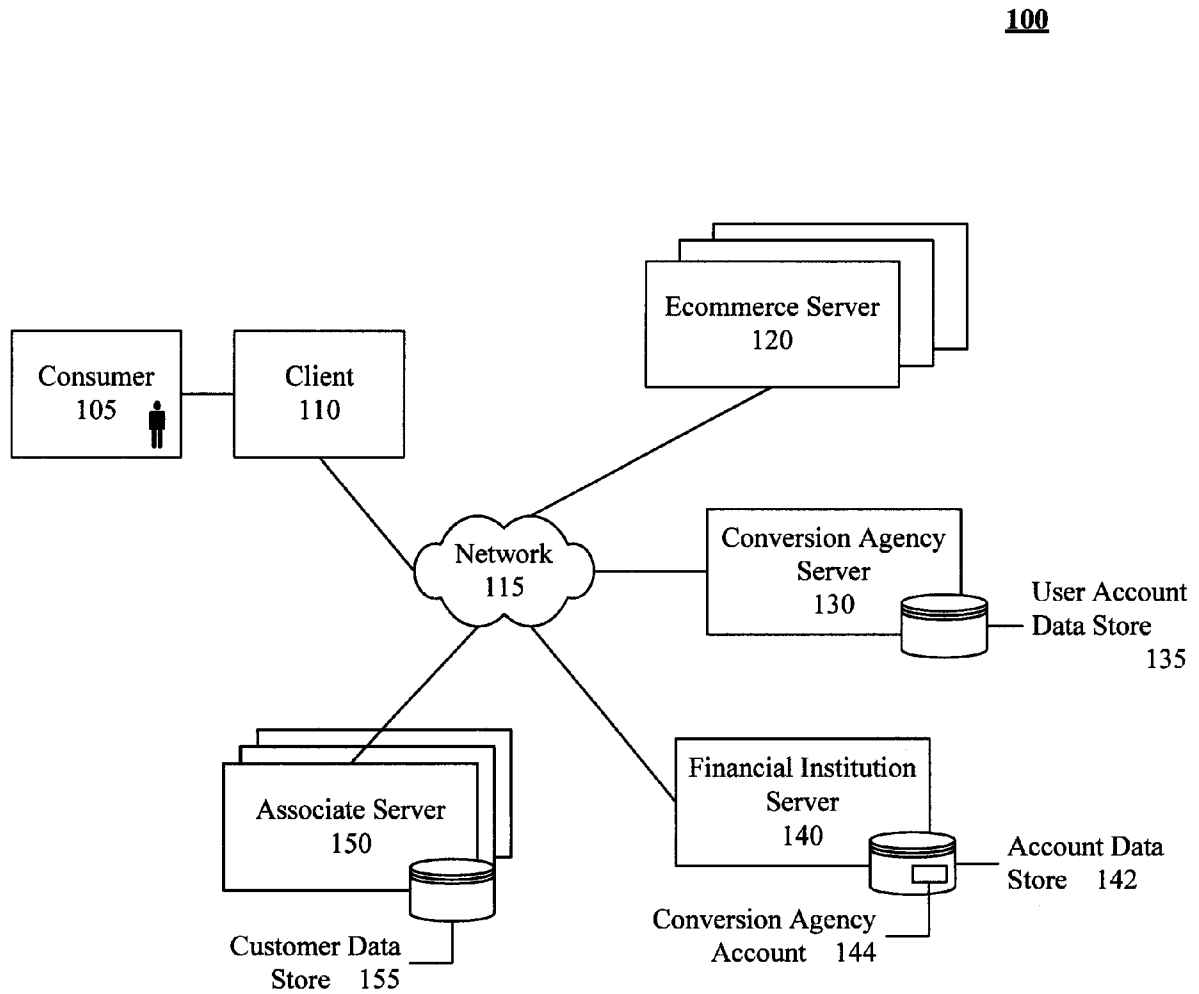 100
Ecommerce Server
120
Consumer
105
Client
110
Network
115
Conversion Agency
Server
130
User Account
Data Store
135
Associate Server
150
Customer Data
Store 155
Financial Institution
Server
140
Account Data
Store 142
Conversion Agency
Account 144